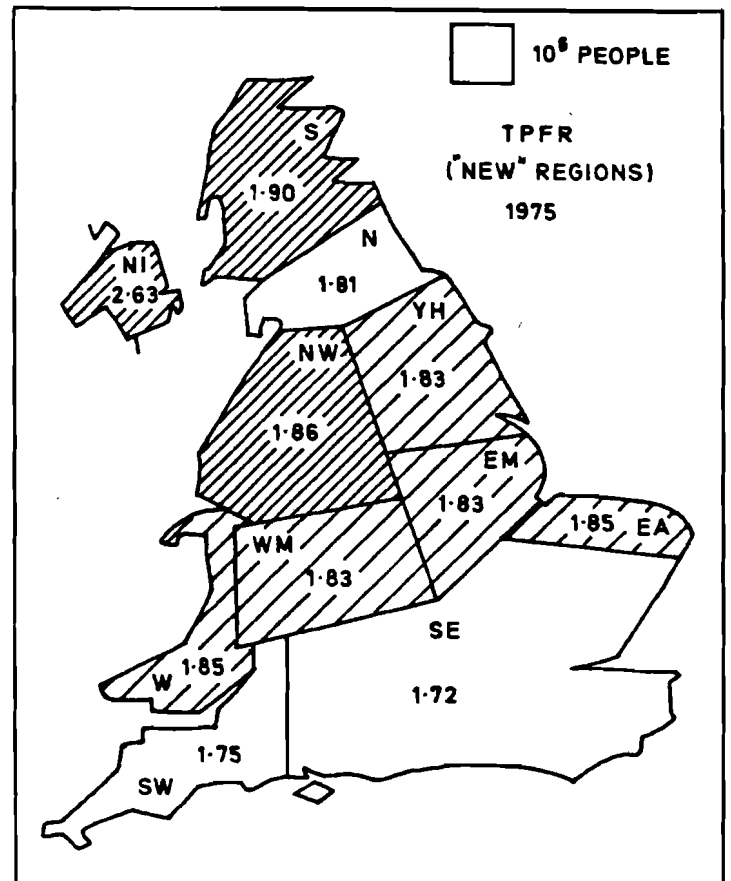 10⁶ PEOPLE
TPFR
("NEW" REGIONS)
1975
S
1·90
N
1·81
NI
2·63
YH
1·83
NW
1·86
EM
1·83
1·85 EA
WM
1·83
SE
1·72
W 1·85
1·75
SW